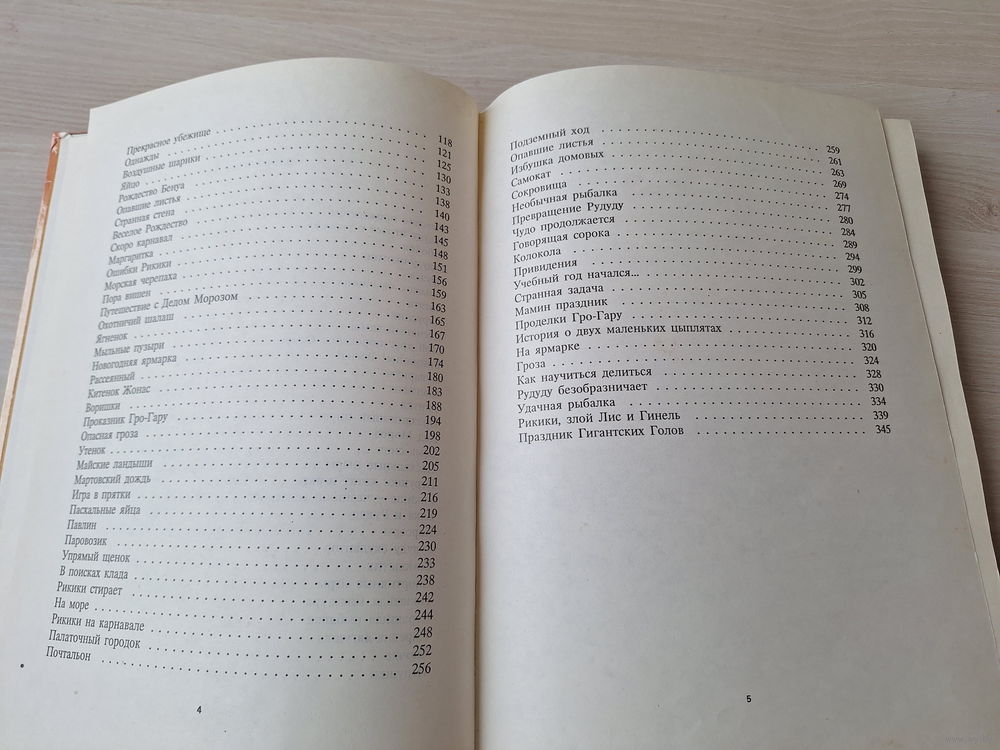 Прекрасное убежище . . . . 118
Однажды . . . . 121
Воздушные шарики . . . . 125
Яйцо . . . . 130
Рождество Бенуа . . . . 133
Опавшие листья . . . . 138
Странная стена . . . . 140
Веселое Рождество . . . . 143
Скоро карнавал . . . . 145
Маргаритка . . . . 148
Ошибки Рикики . . . . 151
Морская черепаха . . . . 156
Пора вишен . . . . 159
Путешествие с Дедом Морозом . . . . 163
Охотничий шалаш . . . . 165
Ягненок . . . . 167
Мыльные пузыри . . . . 170
Новогодняя ярмарка . . . . 174
Рассеянный . . . . 180
Китенок Жонас . . . . 183
Воришки . . . . 188
Проказник Гро-Гару . . . . 194
Опасная гроза . . . . 198
Утенок . . . . 202
Майские ландыши . . . . 205
Мартовский дождь . . . . 211
Игра в прятки . . . . 216
Пасхальные яйца . . . . 219
Павлин . . . . 224
Паровозик . . . . 230
Упрямый щенок . . . . 233
В поисках клада . . . . 238
Рикики стирает . . . . 242
На море . . . . 244
Рикики на карнавале . . . . 248
Палаточный городок . . . . 252
Почтальон . . . . 256
4
Подземный ход . . . . 259
Опавшие листья . . . . 261
Избушка домовых . . . . 263
Самокат . . . . 269
Сокровища . . . . 274
Необычная рыбалка . . . . 277
Превращение Рудуду . . . . 280
Чудо продолжается . . . . 284
Говорящая сорока . . . . 289
Колокола . . . . 294
Привидения . . . . 299
Учебный год начался... . . . . 302
Странная задача . . . . 305
Мамин праздник . . . . 308
Проделки Гро-Гару . . . . 312
История о двух маленьких цыплятах . . . . 316
На ярмарке . . . . 320
Гроза . . . . 324
Как научиться делиться . . . . 328
Рудуду безобразничает . . . . 330
Удачная рыбалка . . . . 334
Рикики, злой Лис и Гинель . . . . 339
Праздник Гигантских Голов . . . . 345
5